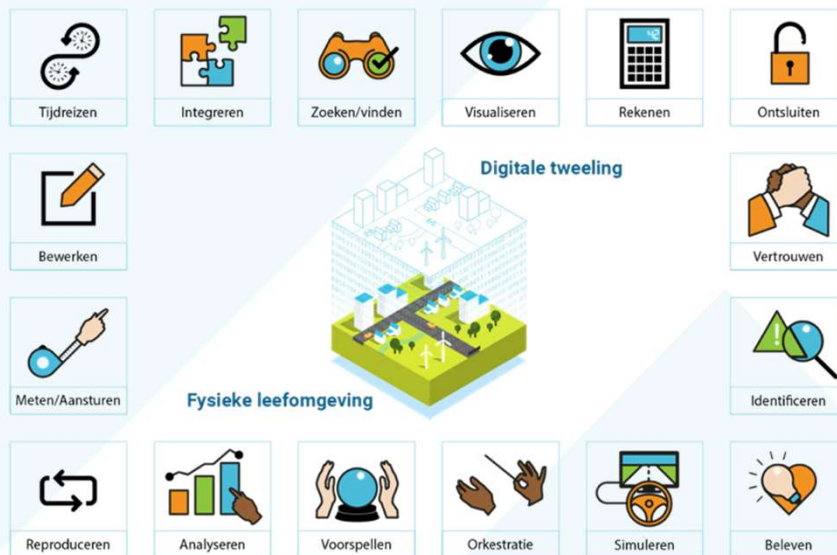 Tijdreizen
Integreren
Zoeken/vinden
Visualiseren
Rekenen
Ontsluiten
Digitale tweeling
Bewerken
Vertrouwen
Meten/Aansturen
Fysieke leefomgeving
Identificeren
Reproduceren
Analyseren
Voorspellen
Orkestratie
Simuleren
Beleven